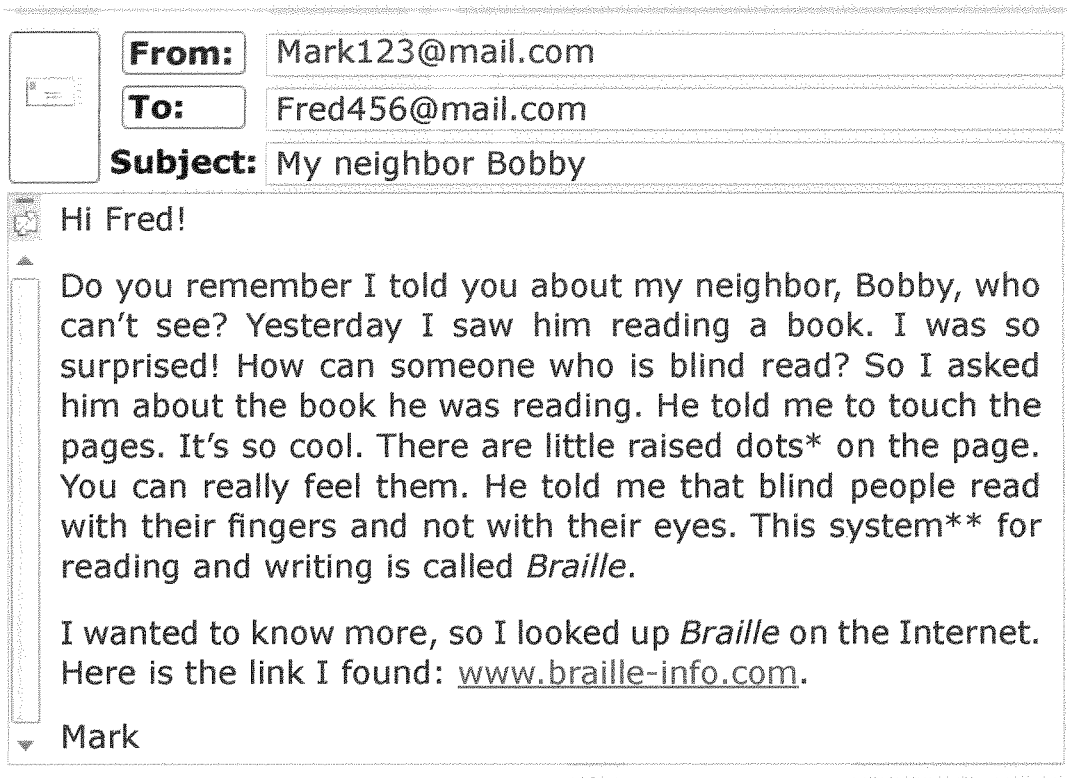 From: Mark123@mail.com
To: Fred456@mail.com
Subject: My neighbor Bobby
Hi Fred!
Do you remember I told you about my neighbor, Bobby, who
can't see? Yesterday I saw him reading a book. I was so
surprised! How can someone who is blind read? So I asked
him about the book he was reading. He told me to touch the
pages. It's so cool. There are little raised dots* on the page.
You can really feel them. He told me that blind people read
with their fingers and not with their eyes. This system** for
reading and writing is called Braille.
I wanted to know more, so I looked up Braille on the Internet.
Here is the link I found: www.braille-info.com.
Mark